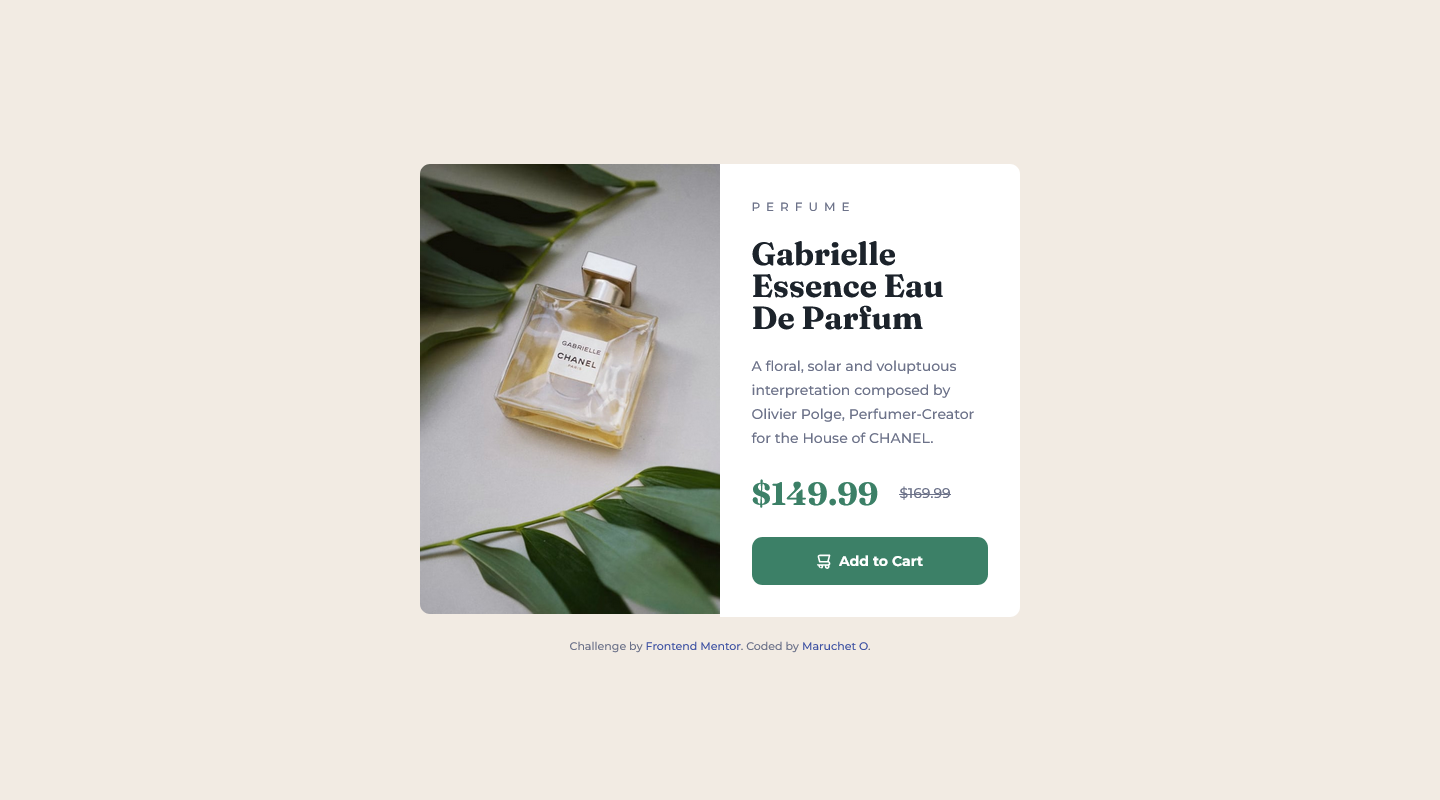 GABRIELLE
CHANEL
PARIS
PERFUME
Gabrielle
Essence Eau
De Parfum
A floral, solar and voluptuous
interpretation composed by
Olivier Polge, Perfumer-Creator
for the House of CHANEL.
$149.99 $169.99
Add to Cart
Challenge by Frontend Mentor. Coded by Maruchet O.